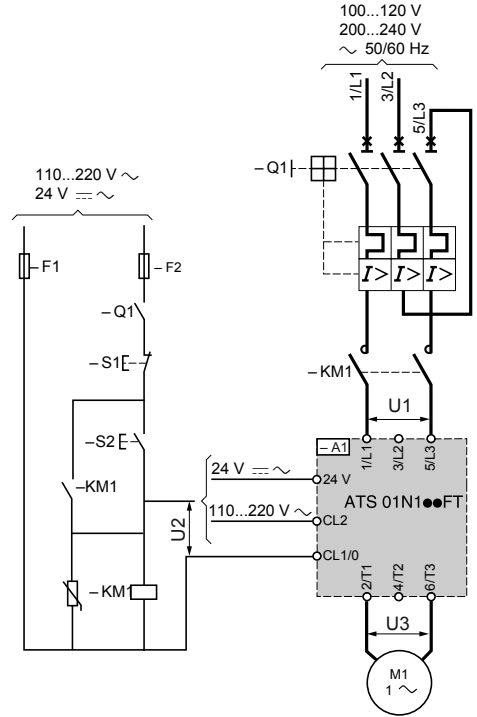 100...120 V
200...240 V
∼ 50/60 Hz
1/L1
3/L2
5/L3
– Q1
110...220 V ∼
24 V ⎓ ∼
– F1
– F2
– Q1
– S1
– KM1
U1
– S2
– A1
1/L1
3/L2
5/L3
24 V ⎓ ∼
24 V
– KM1
ATS 01N1●●FT
110...220 V ∼
CL2
U2
CL1/0
– KM1
2/T1
4/T2
6/T3
U3
M1
1 ∼
I>
I>
I>